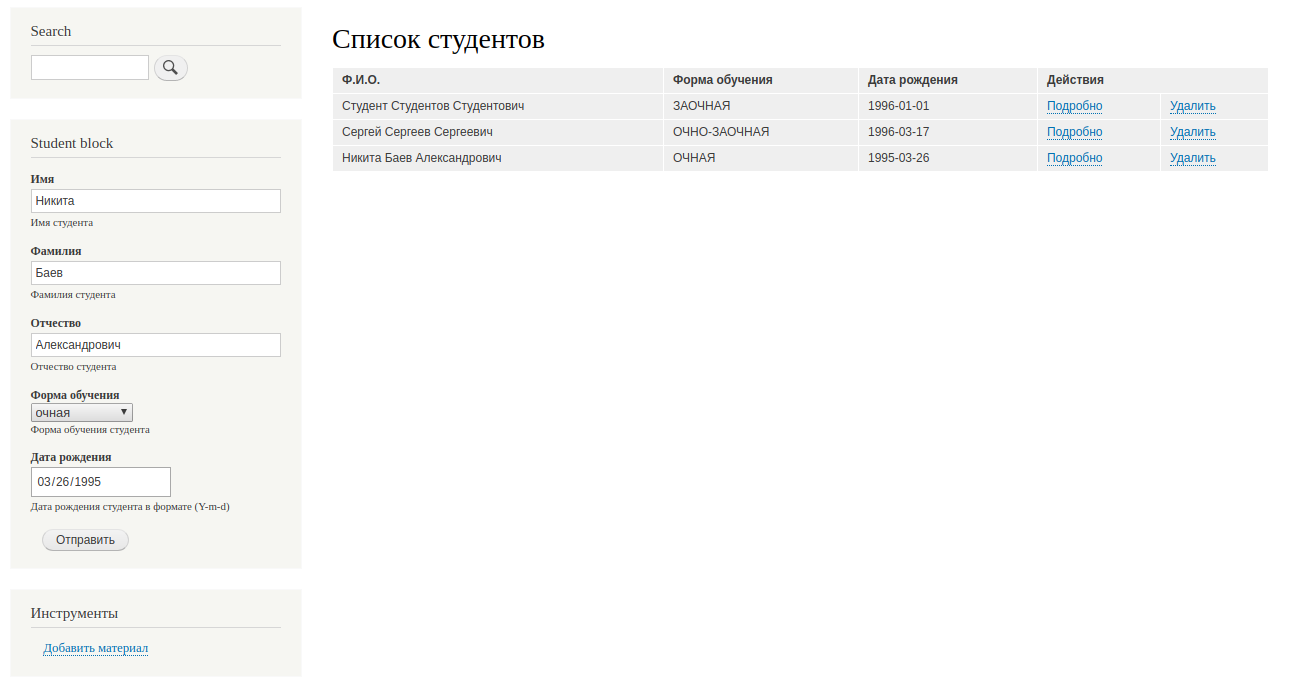 Search
Student block
Имя
Никита
Имя студента
Фамилия
Баев
Фамилия студента
Отчество
Александрович
Отчество студента
Форма обучения
очная
Форма обучения студента
Дата рождения
03/26/1995
Дата рождения студента в формате (Y-m-d)
Отправить
Инструменты
Добавить материал
Список студентов
Ф.И.О. Форма обучения Дата рождения Действия
Студент Студентов Студентович ЗАОЧНАЯ 1996-01-01 Подробно Удалить
Сергей Сергеев Сергеевич ОЧНО-ЗАОЧНАЯ 1996-03-17 Подробно Удалить
Никита Баев Александрович ОЧНАЯ 1995-03-26 Подробно Удалить